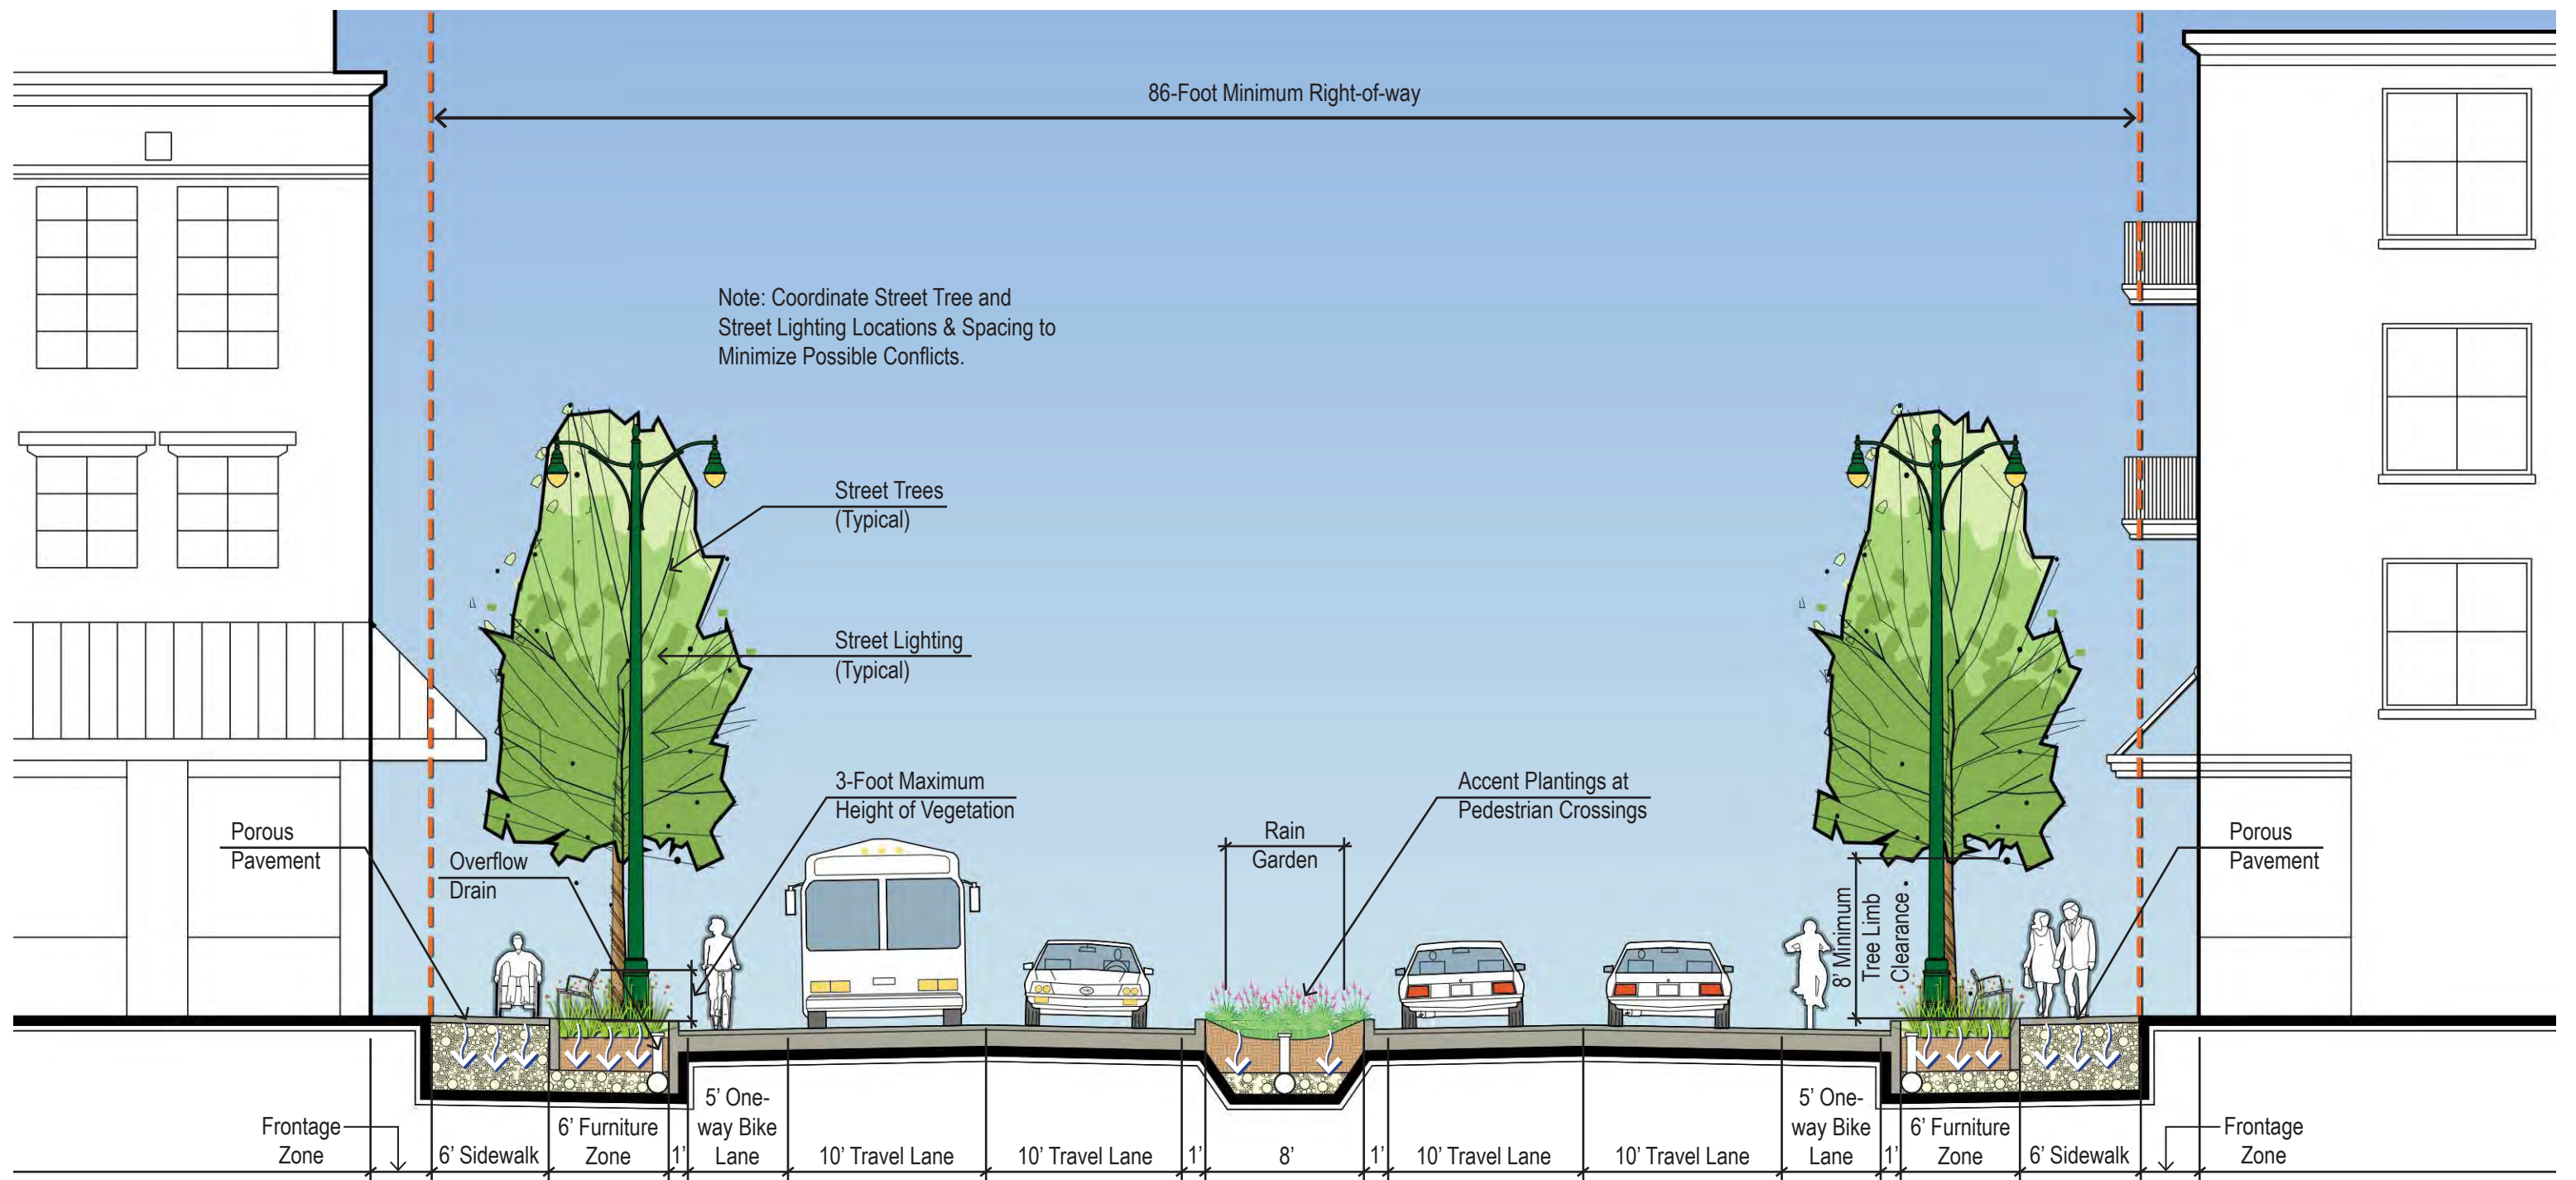 86-Foot Minimum Right-of-way
Note: Coordinate Street Tree and
Street Lighting Locations & Spacing to
Minimize Possible Conflicts.
Street Trees
(Typical)
Street Lighting
(Typical)
3-Foot Maximum
Height of Vegetation
Accent Plantings at
Pedestrian Crossings
Rain
Garden
Porous
Pavement
Overflow
Drain
8’ Minimum
Tree Limb
Clearance
Porous
Pavement
Frontage
Zone
6’ Sidewalk
6’ Furniture
Zone
1’
5’ One-
way Bike
Lane
10’ Travel Lane
10’ Travel Lane
1’
8’
1’
10’ Travel Lane
10’ Travel Lane
5’ One-
way Bike
Lane
1’
6’ Furniture
Zone
6’ Sidewalk
Frontage
Zone